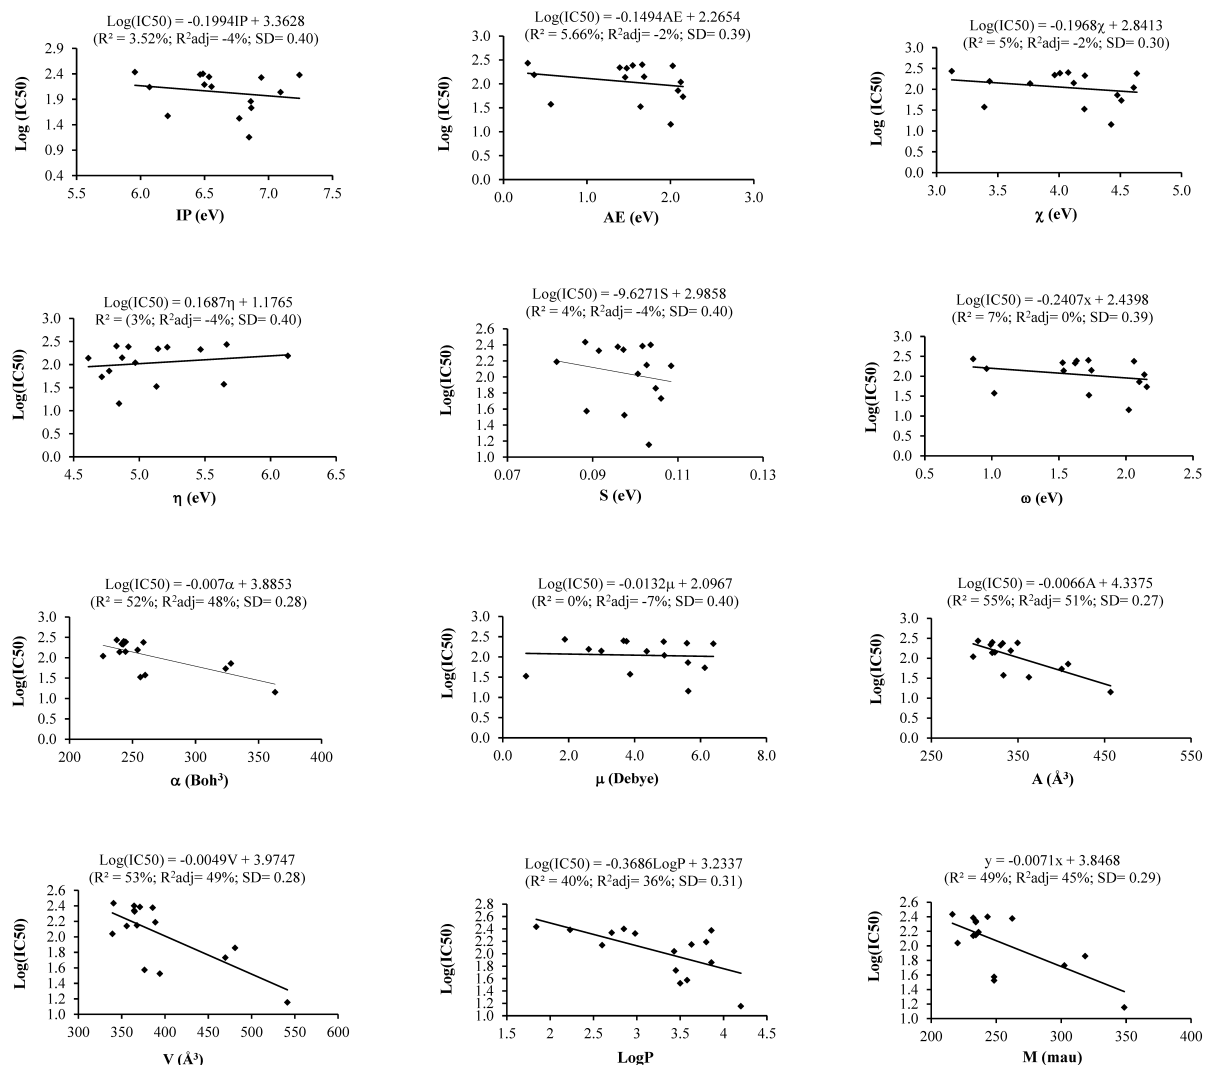 Log(IC50) = -0.1994IP + 3.3628
(R² = 3.52%; R²adj= -4%; SD= 0.40)
Log (IC50)
2.9
2.4
1.9
1.4
0.9
0.4
5.5 6.0 6.5 7.0 7.5
IP (eV)
Log(IC50) = -0.1494AE + 2.2654
(R² = 5.66%; R²adj= -2%; SD= 0.39)
Log (IC50)
3.0
2.5
2.0
1.5
1.0
0.5
0.0
0.0 1.0 2.0 3.0
AE (eV)
Log(IC50) = -0.1968χ + 2.8413
(R² = 5%; R²adj= -2%; SD= 0.30)
Log (IC50)
3.0
2.5
2.0
1.5
1.0
0.5
0.0
3.0 3.5 4.0 4.5 5.0
χ (eV)
Log(IC50) = 0.1687η + 1.1765
R² = (3%; R²adj= -4%; SD= 0.40)
Log(IC50)
3.0
2.5
2.0
1.5
1.0
0.5
0.0
4.5 5.0 5.5 6.0 6.5
η (eV)
Log(IC50) = -9.6271S + 2.9858
(R² = 4%; R²adj= -4%; SD= 0.40)
Log(IC50)
2.6
2.4
2.2
2.0
1.8
1.6
1.4
1.2
1.0
0.07 0.09 0.11 0.13
S (eV)
Log(IC50) = -0.2407x + 2.4398
(R² = 7%; R²adj= 0%; SD= 0.39)
Log(IC50)
3.0
2.5
2.0
1.5
1.0
0.5
0.0
0.5 1.0 1.5 2.0 2.5
ω (eV)
Log(IC50) = -0.007α + 3.8853
(R² = 52%; R²adj= 48%; SD= 0.28)
Log(IC50)
3.0
2.5
2.0
1.5
1.0
0.5
0.0
200 250 300 350 400
α (Boh³)
Log(IC50) = -0.0132μ + 2.0967
(R² = 0%; R²adj= -7%; SD= 0.40)
Log(IC50)
3.0
2.5
2.0
1.5
1.0
0.5
0.0
0.0 2.0 4.0 6.0 8.0
μ (Debye)
Log(IC50) = -0.0066A + 4.3375
(R² = 55%; R²adj= 51%; SD= 0.27)
Log(IC50)
3.0
2.5
2.0
1.5
1.0
0.5
0.0
250 350 450 550
A (Å³)
Log(IC50) = -0.0049V + 3.9747
(R² = 53%; R²adj= 49%; SD= 0.28)
Log(IC50)
2.6
2.4
2.2
2.0
1.8
1.6
1.4
1.2
1.0
300 350 400 450 500 550 600
V (Å³)
Log(IC50) = -0.3686LogP + 3.2337
(R² = 40%; R²adj= 36%; SD= 0.31)
Log(IC50)
2.8
2.6
2.4
2.2
2.0
1.8
1.6
1.4
1.2
1.0
1.5 2.0 2.5 3.0 3.5 4.0 4.5
LogP
y = -0.0071x + 3.8468
(R² = 49%; R²adj= 45%; SD= 0.29)
Log(IC50)
2.6
2.4
2.2
2.0
1.8
1.6
1.4
1.2
1.0
200 250 300 350 400
M (mau)